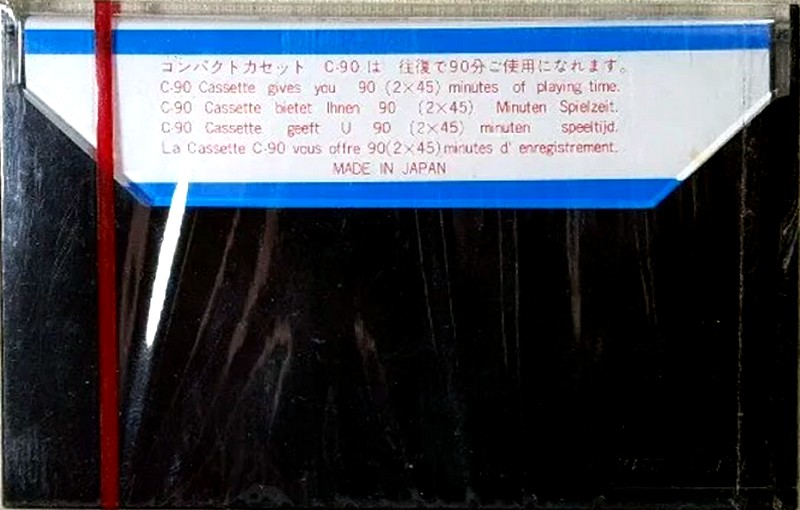 コンパクトカセット C-90 は 往復で90分ご使用になれます。
C-90 Cassette gives you 90 (2×45) minutes of playing time.
C-90 Cassette bietet Ihnen 90 (2×45) Minuten Spielzeit.
C-90 Cassette geeft U 90 (2×45) minuten speeltijd.
La Cassette C-90 vous offre 90(2×45)minutes d' enregistrement.
MADE IN JAPAN